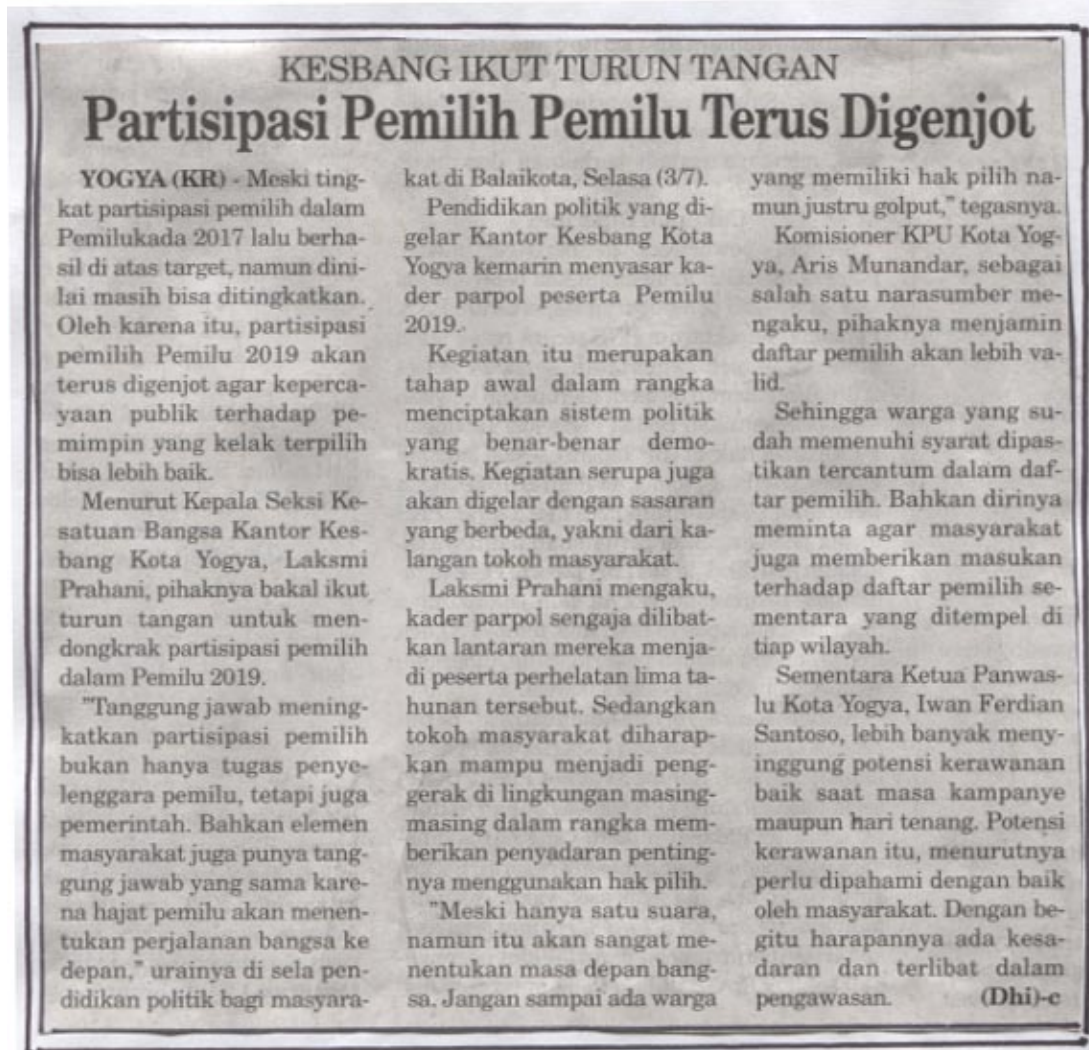 KESBANG IKUT TURUN TANGAN
Partisipasi Pemilih Pemilu Terus Digenjot
YOGYA (KR) - Meski ting-
kat partisipasi pemilih dalam
Pemilukada 2017 lalu berha-
sil di atas target, namun dini-
lai masih bisa ditingkatkan.
Oleh karena itu, partisipasi
pemilih Pemilu 2019 akan
terus digenjot agar keperca-
yaan publik terhadap pe-
mimpin yang kelak terpilih
bisa lebih baik.
Menurut Kepala Seksi Ke-
satuan Bangsa Kantor Kes-
bang Kota Yogya, Laksmi
Prahani, pihaknya bakal ikut
turun tangan untuk men-
dongkrak partisipasi pemilih
dalam Pemilu 2019.
"Tanggung jawab mening-
katkan partisipasi pemilih
bukan hanya tugas penye-
lenggara pemilu, tetapi juga
pemerintah. Bahkan elemen
masyarakat juga punya tang-
gung jawab yang sama kare-
na hajat pemilu akan menen-
tukan perjalanan bangsa ke
depan," urainya di sela pen-
didikan politik bagi masyara-
kat di Balaikota, Selasa (3/7).
Pendidikan politik yang di-
gelar Kantor Kesbang Kota
Yogya kemarin menyasar ka-
der parpol peserta Pemilu
2019.
Kegiatan itu merupakan
tahap awal dalam rangka
menciptakan sistem politik
yang benar-benar demo-
kratis. Kegiatan serupa juga
akan digelar dengan sasaran
yang berbeda, yakni dari ka-
langan tokoh masyarakat.
Laksmi Prahani mengaku,
kader parpol sengaja dilibat-
kan lantaran mereka menja-
di peserta perhelatan lima ta-
hunan tersebut. Sedangkan
tokoh masyarakat diharap-
kan mampu menjadi peng-
gerak di lingkungan masing-
masing dalam rangka mem-
berikan penyadaran penting-
nya menggunakan hak pilih.
"Meski hanya satu suara,
namun itu akan sangat me-
nentukan masa depan bang-
sa. Jangan sampai ada warga
yang memiliki hak pilih na-
mun justru golput," tegasnya.
Komisioner KPU Kota Yog-
ya, Aris Munandar, sebagai
salah satu narasumber me-
ngaku, pihaknya menjamin
daftar pemilih akan lebih va-
lid.
Sehingga warga yang su-
dah memenuhi syarat dipas-
tikan tercantum dalam daf-
tar pemilih. Bahkan dirinya
meminta agar masyarakat
juga memberikan masukan
terhadap daftar pemilih se-
mentara yang ditempel di
tiap wilayah.
Sementara Ketua Panwas-
lu Kota Yogya, Iwan Ferdian
Santoso, lebih banyak meny-
inggung potensi kerawanan
baik saat masa kampanye
maupun hari tenang. Potensi
kerawanan itu, menurutnya
perlu dipahami dengan baik
oleh masyarakat. Dengan be-
gitu harapannya ada kesa-
daran dan terlibat dalam
pengawasan. (Dhi)-c